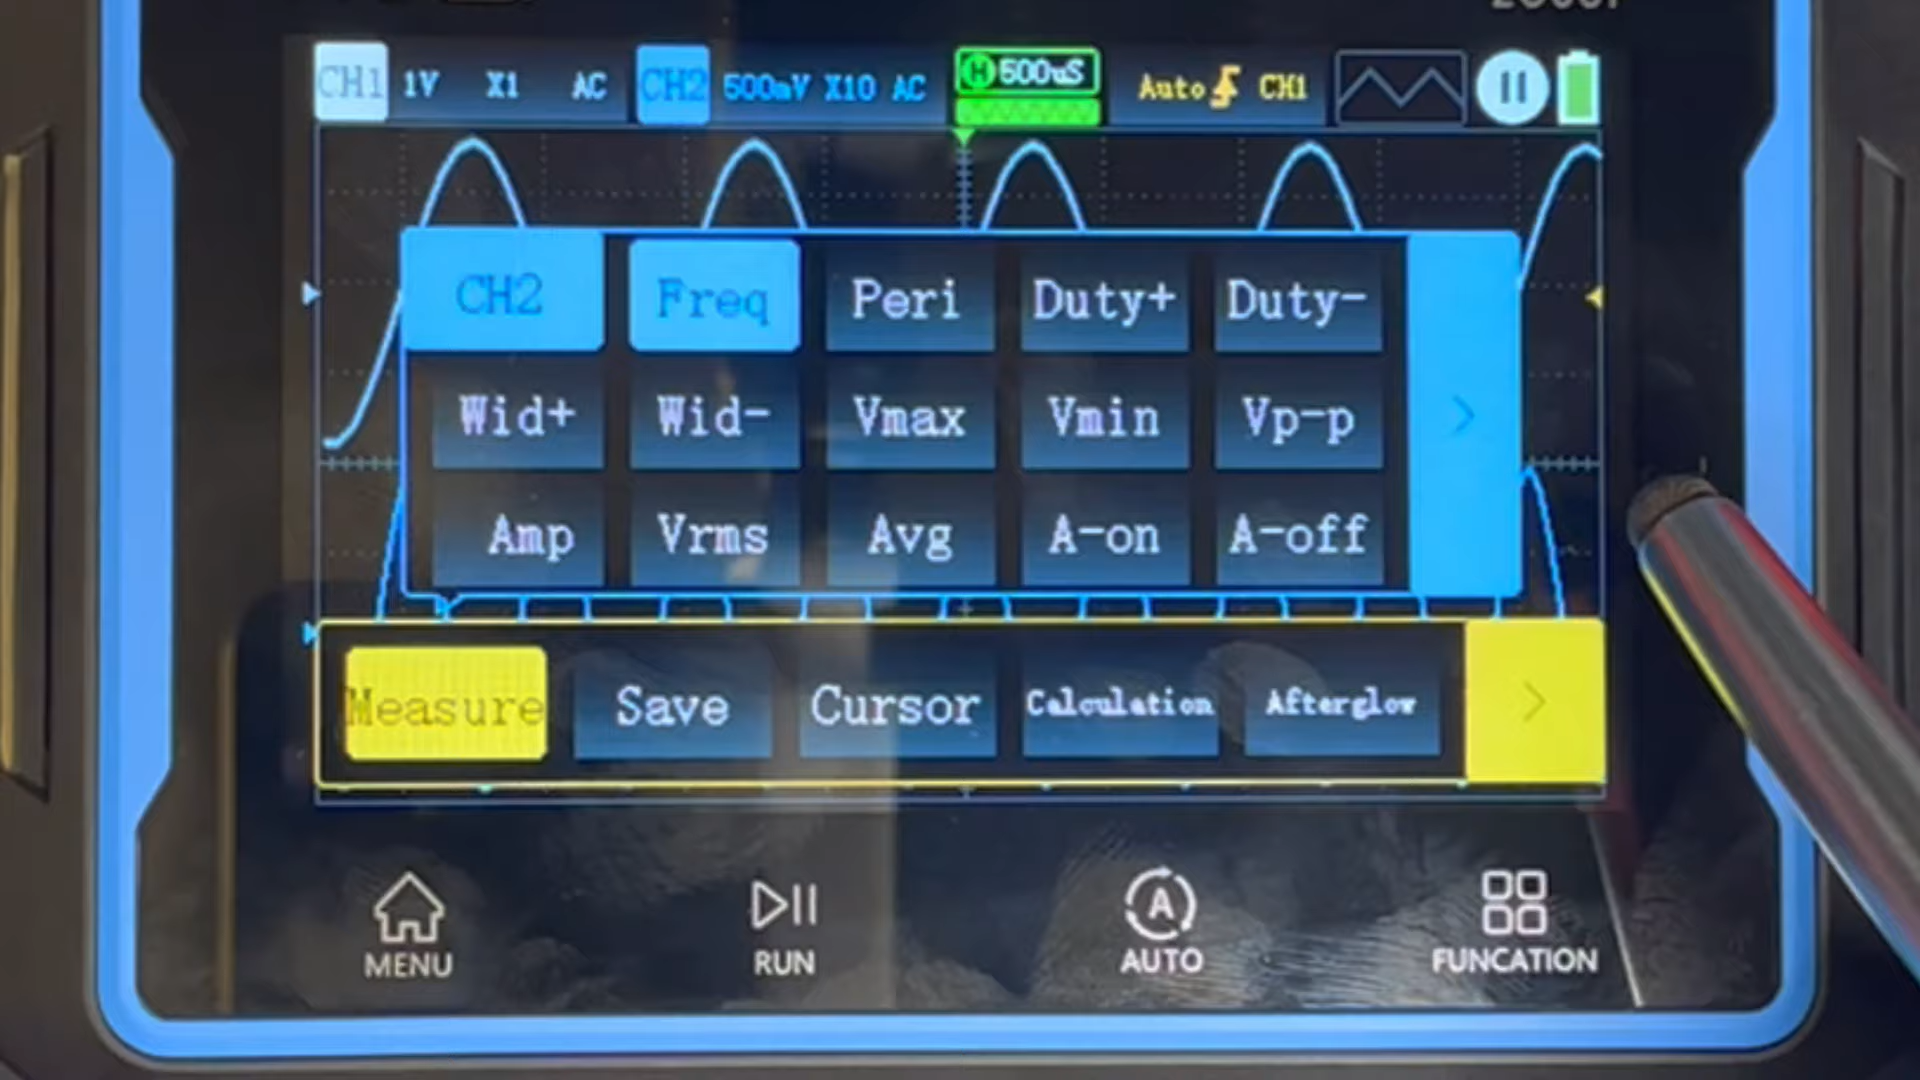 CH1 1V X1 AC CH2 500mV X10 AC H 500uS Auto CH1
CH2 Freq Peri Duty+ Duty-
Wid+ Wid- Vmax Vmin Vp-p
Amp Vrms Avg A-on A-off
Measure Save Cursor Calculation Afterglow
MENU RUN A AUTO FUNCATION